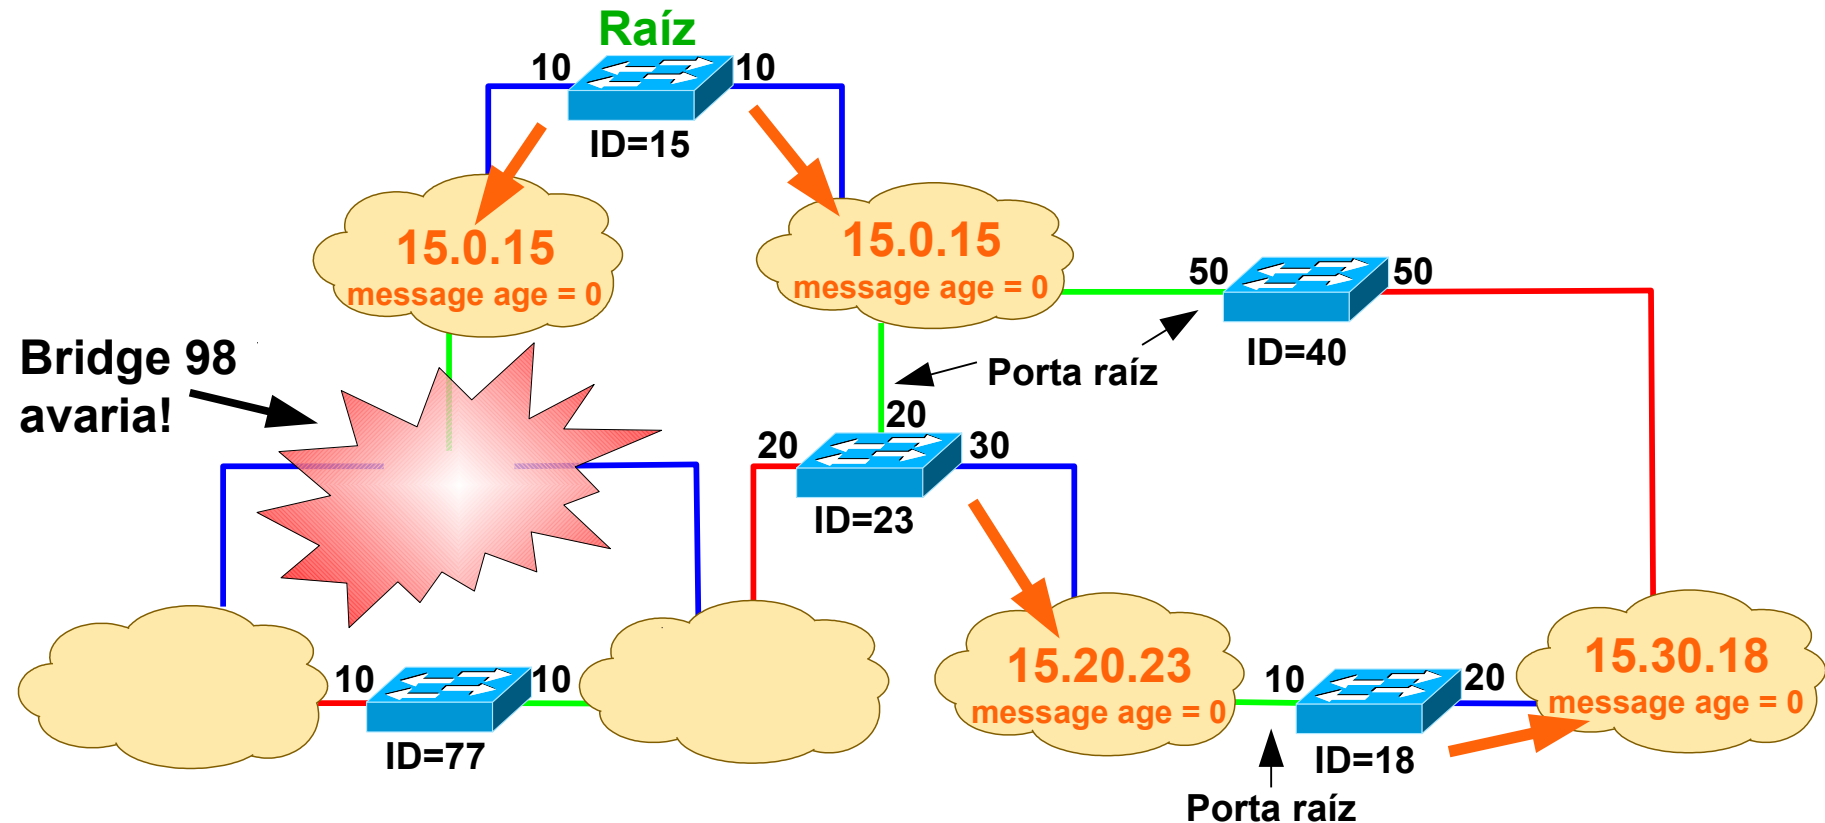 Raíz
10
10
ID=15
15.0.15
message age = 0
15.0.15
message age = 0
50
50
ID=40
Bridge 98
avaria!
Porta raíz
20
20
30
ID=23
15.20.23
message age = 0
15.30.18
message age = 0
10
10
ID=77
10
20
ID=18
Porta raíz